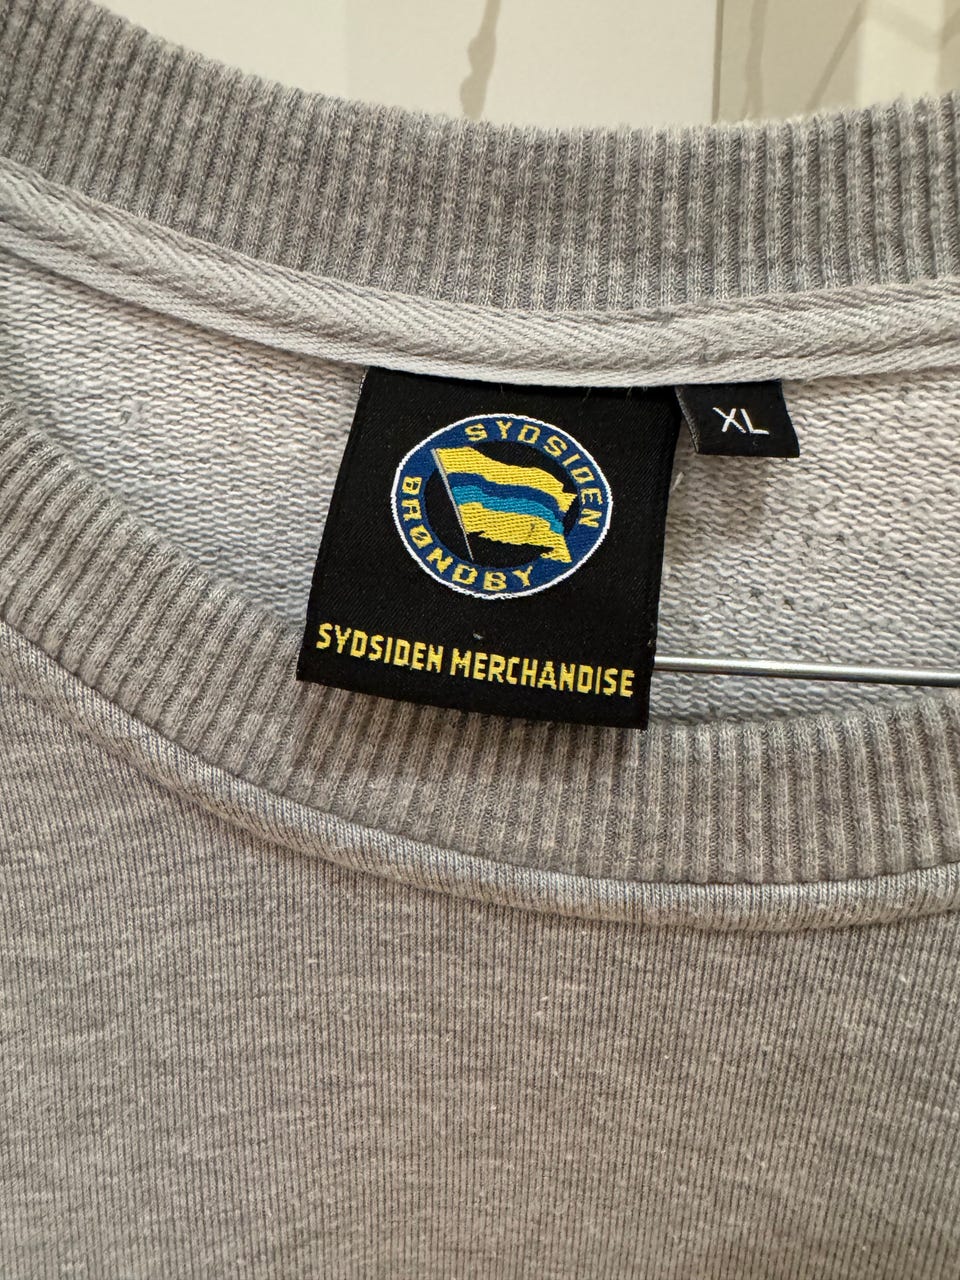 SYDSIDEN
BRØNDBY
SYDSIDEN MERCHANDISE
XL